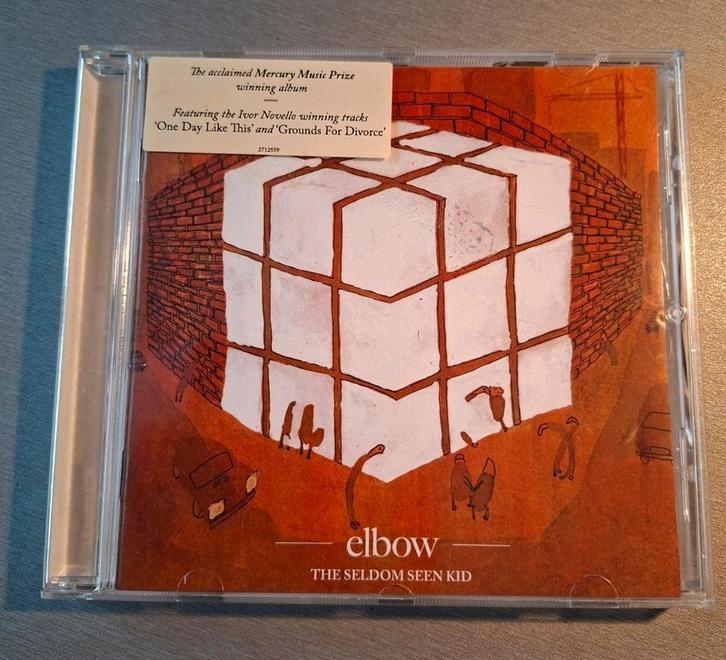 The acclaimed Mercury Music Prize
winning album
Featuring the Ivor Novello winning tracks
'One Day Like This' and 'Grounds For Divorce'
2712559
elbow
THE SELDOM SEEN KID